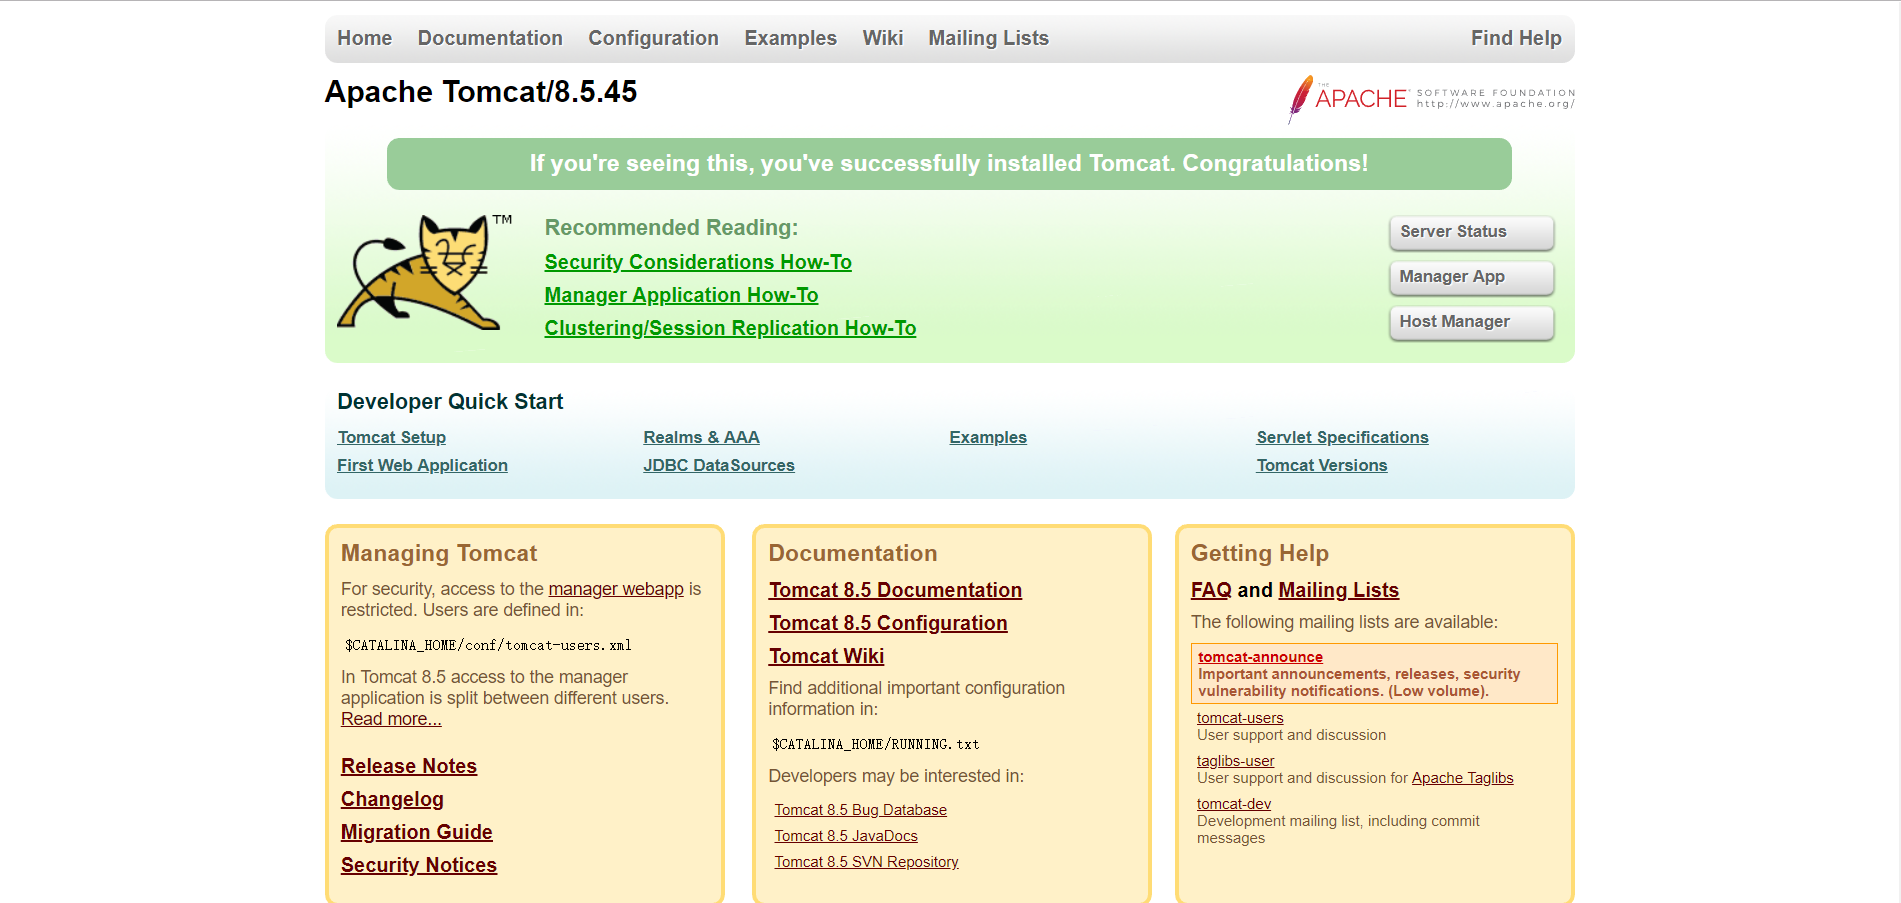 Home Documentation Configuration Examples Wiki Mailing Lists Find Help
Apache Tomcat/8.5.45
THE APACHE® SOFTWARE FOUNDATION
http://www.apache.org/
If you're seeing this, you've successfully installed Tomcat. Congratulations!
TM
Recommended Reading:
Security Considerations How-To
Manager Application How-To
Clustering/Session Replication How-To
Server Status
Manager App
Host Manager
Developer Quick Start
Tomcat Setup
First Web Application
Realms & AAA
JDBC DataSources
Examples
Servlet Specifications
Tomcat Versions
Managing Tomcat
For security, access to the manager webapp is
restricted. Users are defined in:
$CATALINA_HOME/conf/tomcat-users.xml
In Tomcat 8.5 access to the manager
application is split between different users.
Read more...
Release Notes
Changelog
Migration Guide
Security Notices
Documentation
Tomcat 8.5 Documentation
Tomcat 8.5 Configuration
Tomcat Wiki
Find additional important configuration
information in:
$CATALINA_HOME/RUNNING.txt
Developers may be interested in:
Tomcat 8.5 Bug Database
Tomcat 8.5 JavaDocs
Tomcat 8.5 SVN Repository
Getting Help
FAQ and Mailing Lists
The following mailing lists are available:
tomcat-announce
Important announcements, releases, security
vulnerability notifications. (Low volume).
tomcat-users
User support and discussion
taglibs-user
User support and discussion for Apache Taglibs
tomcat-dev
Development mailing list, including commit
messages